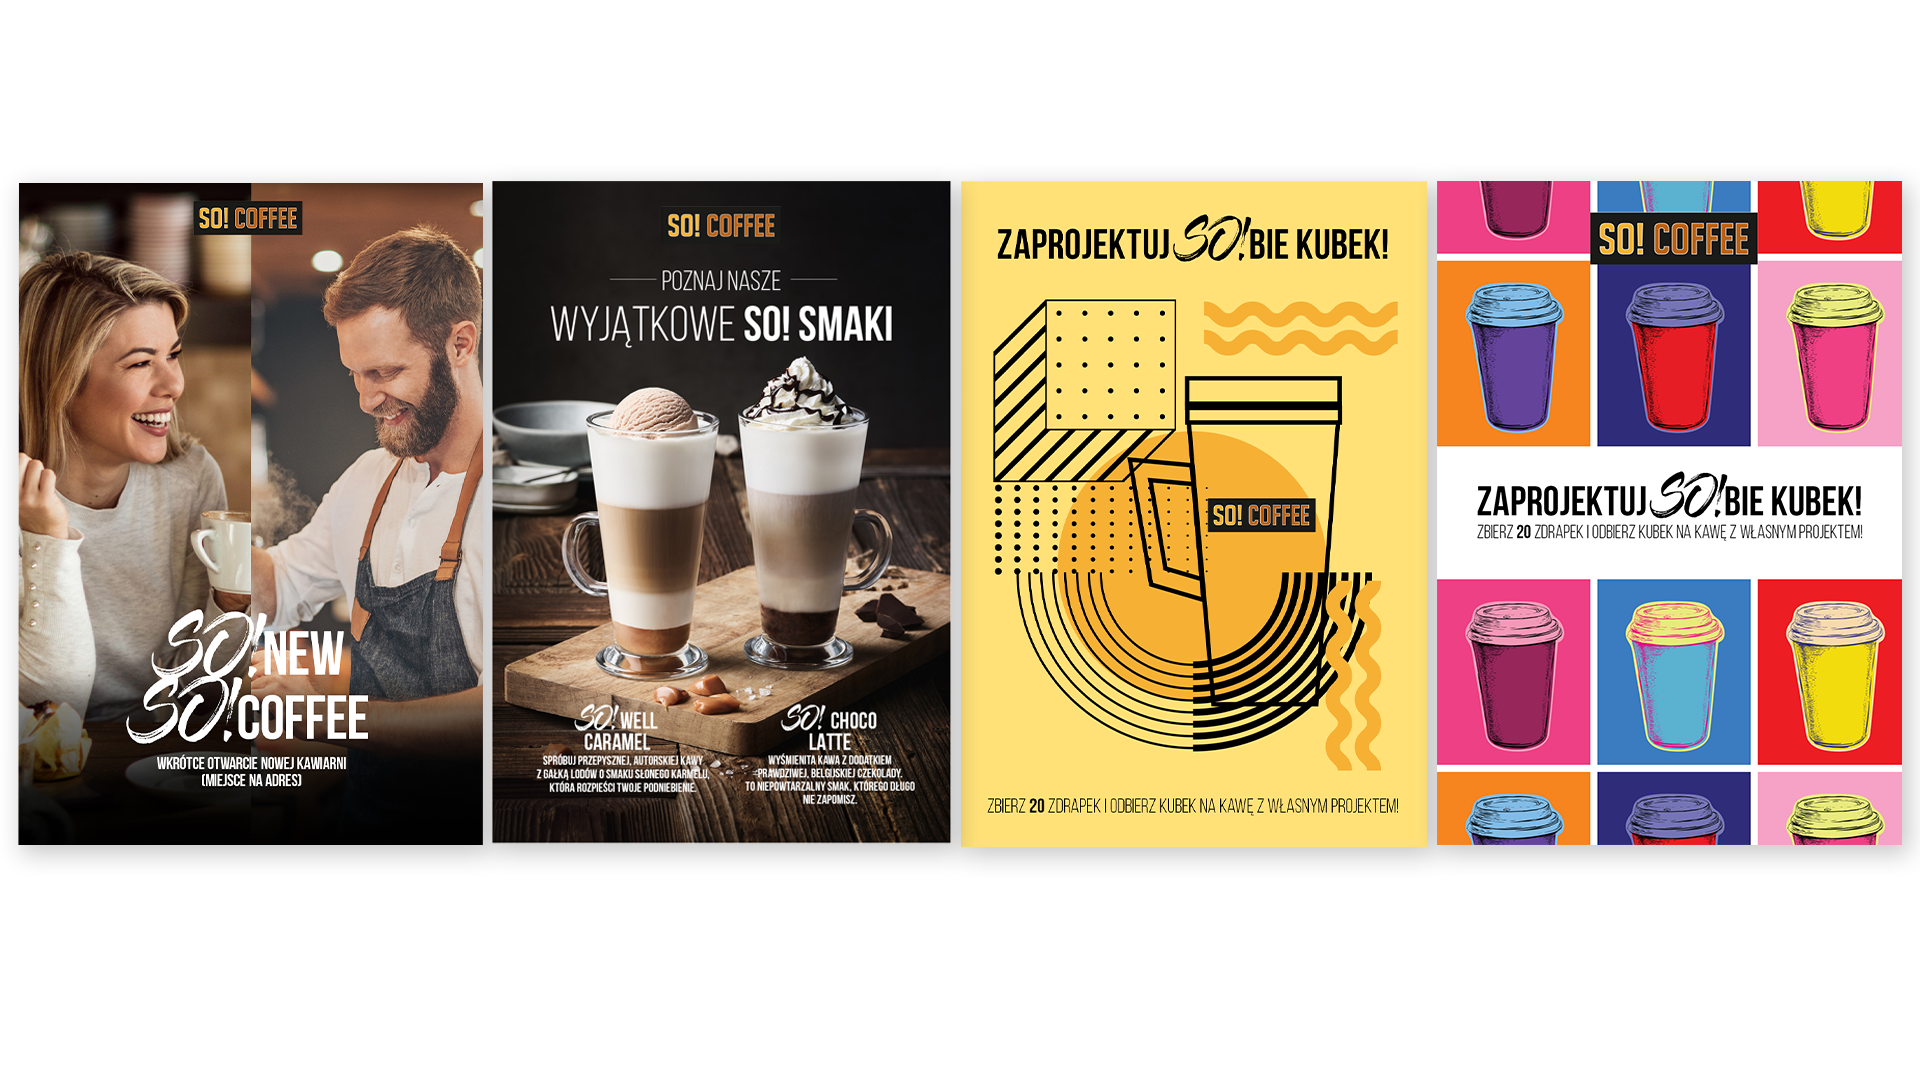 SO! COFFEE
SO! NEW
SO! COFFEE
WKRÓTCE OTWARCIE NOWEJ KAWIARNI
(MIEJSCE NA ADRES)
SO! COFFEE
POZNAJ NASZE
WYJĄTKOWE SO! SMAKI
SO! WELL
CARAMEL
SPRÓBUJ PRZEPYSZNEJ, AUTORSKIEJ KAWY
Z GAŁKĄ LODÓW O SMAKU SŁONEGO KARMELU,
KTÓRA ROZPIEŚCI TWOJE PODNIEBIENIE.
SO! CHOCO
LATTE
WYŚMIENITA KAWA Z DODATKIEM
PRAWDZIWEJ, BELGIJSKIEJ CZEKOLADY.
TO NIEPOWTARZALNY SMAK, KTÓREGO DŁUGO
NIE ZAPOMISZ.
ZAPROJEKTUJ SO!BIE KUBEK!
SO! COFFEE
ZBIERZ 20 ZDRAPEK I ODBIERZ KUBEK NA KAWĘ Z WŁASNYM PROJEKTEM!
SO! COFFEE
ZAPROJEKTUJ SO!BIE KUBEK!
ZBIERZ 20 ZDRAPEK I ODBIERZ KUBEK NA KAWĘ Z WŁASNYM PROJEKTEM!